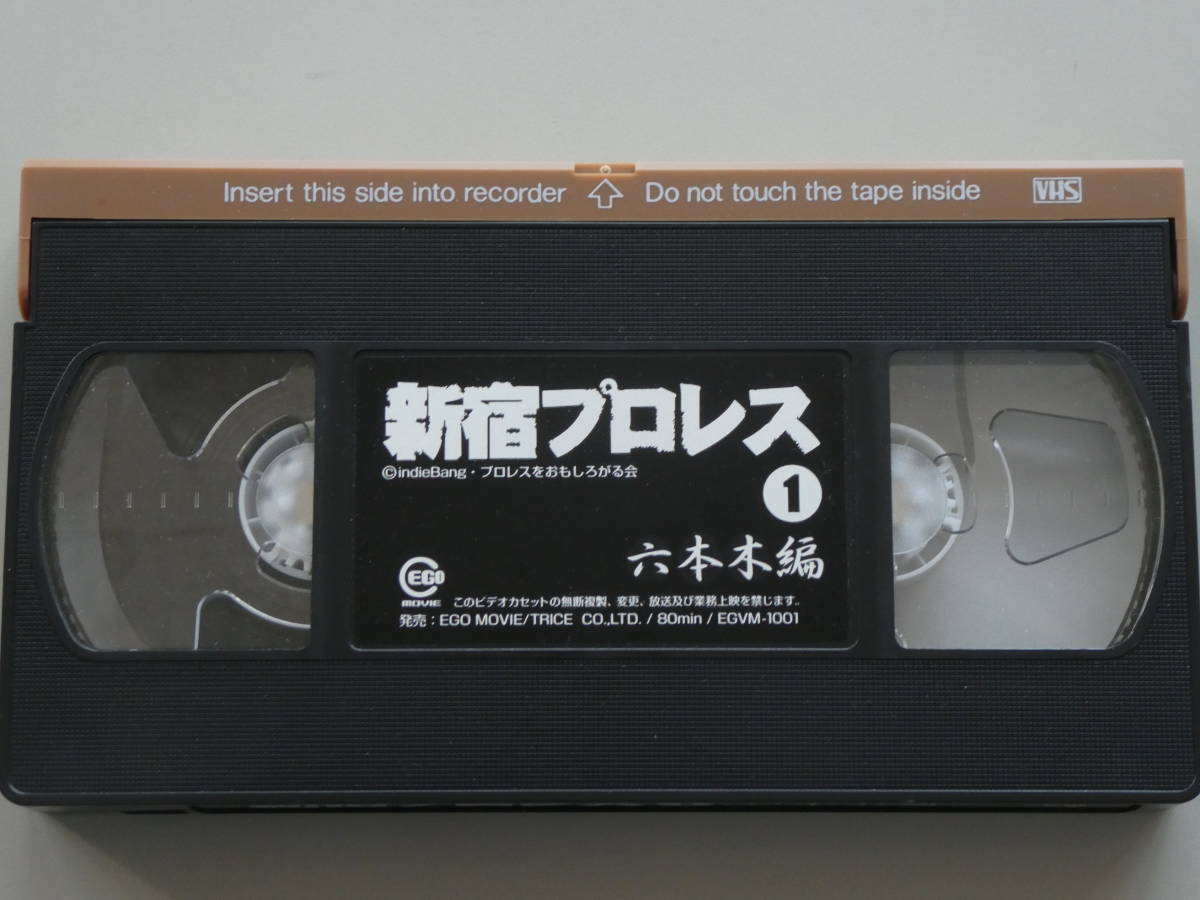 Insert this side into recorder Do not touch the tape inside VHS
新宿プロレス
©indieBang・プロレスをおもしろがる会
1
六本木編
EGO
MOVIE
このビデオカセットの無断複製、変更、放送及び業務上映を禁じます。
発売：EGO MOVIE/TRICE CO.,LTD. / 80min / EGVM-1001